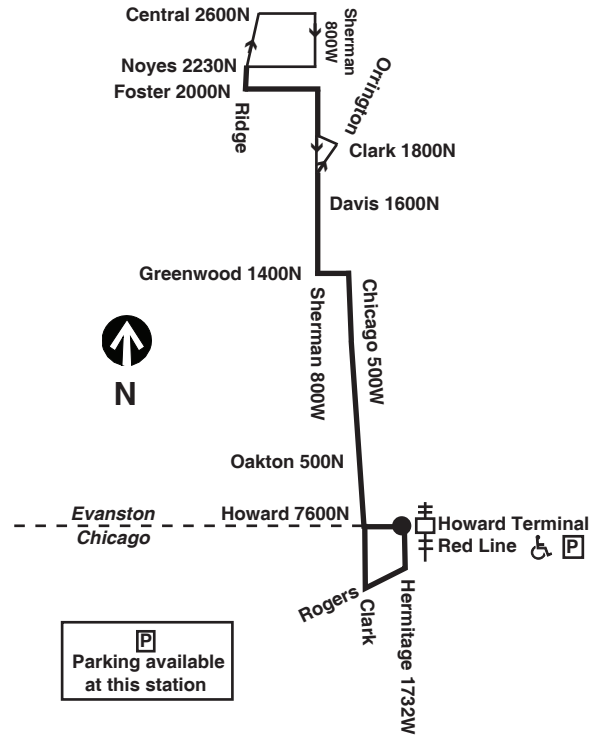 Central 2600N
Sherman
800W
Noyes 2230N
Foster 2000N
Ridge
Orrington
Clark 1800N
Davis 1600N
Greenwood 1400N
Sherman 800W
Chicago 500W
N
Oakton 500N
Howard 7600N
Evanston
Chicago
Howard Terminal
Red Line P
Rogers
Clark
Hermitage 1732W
P
Parking available
at this station